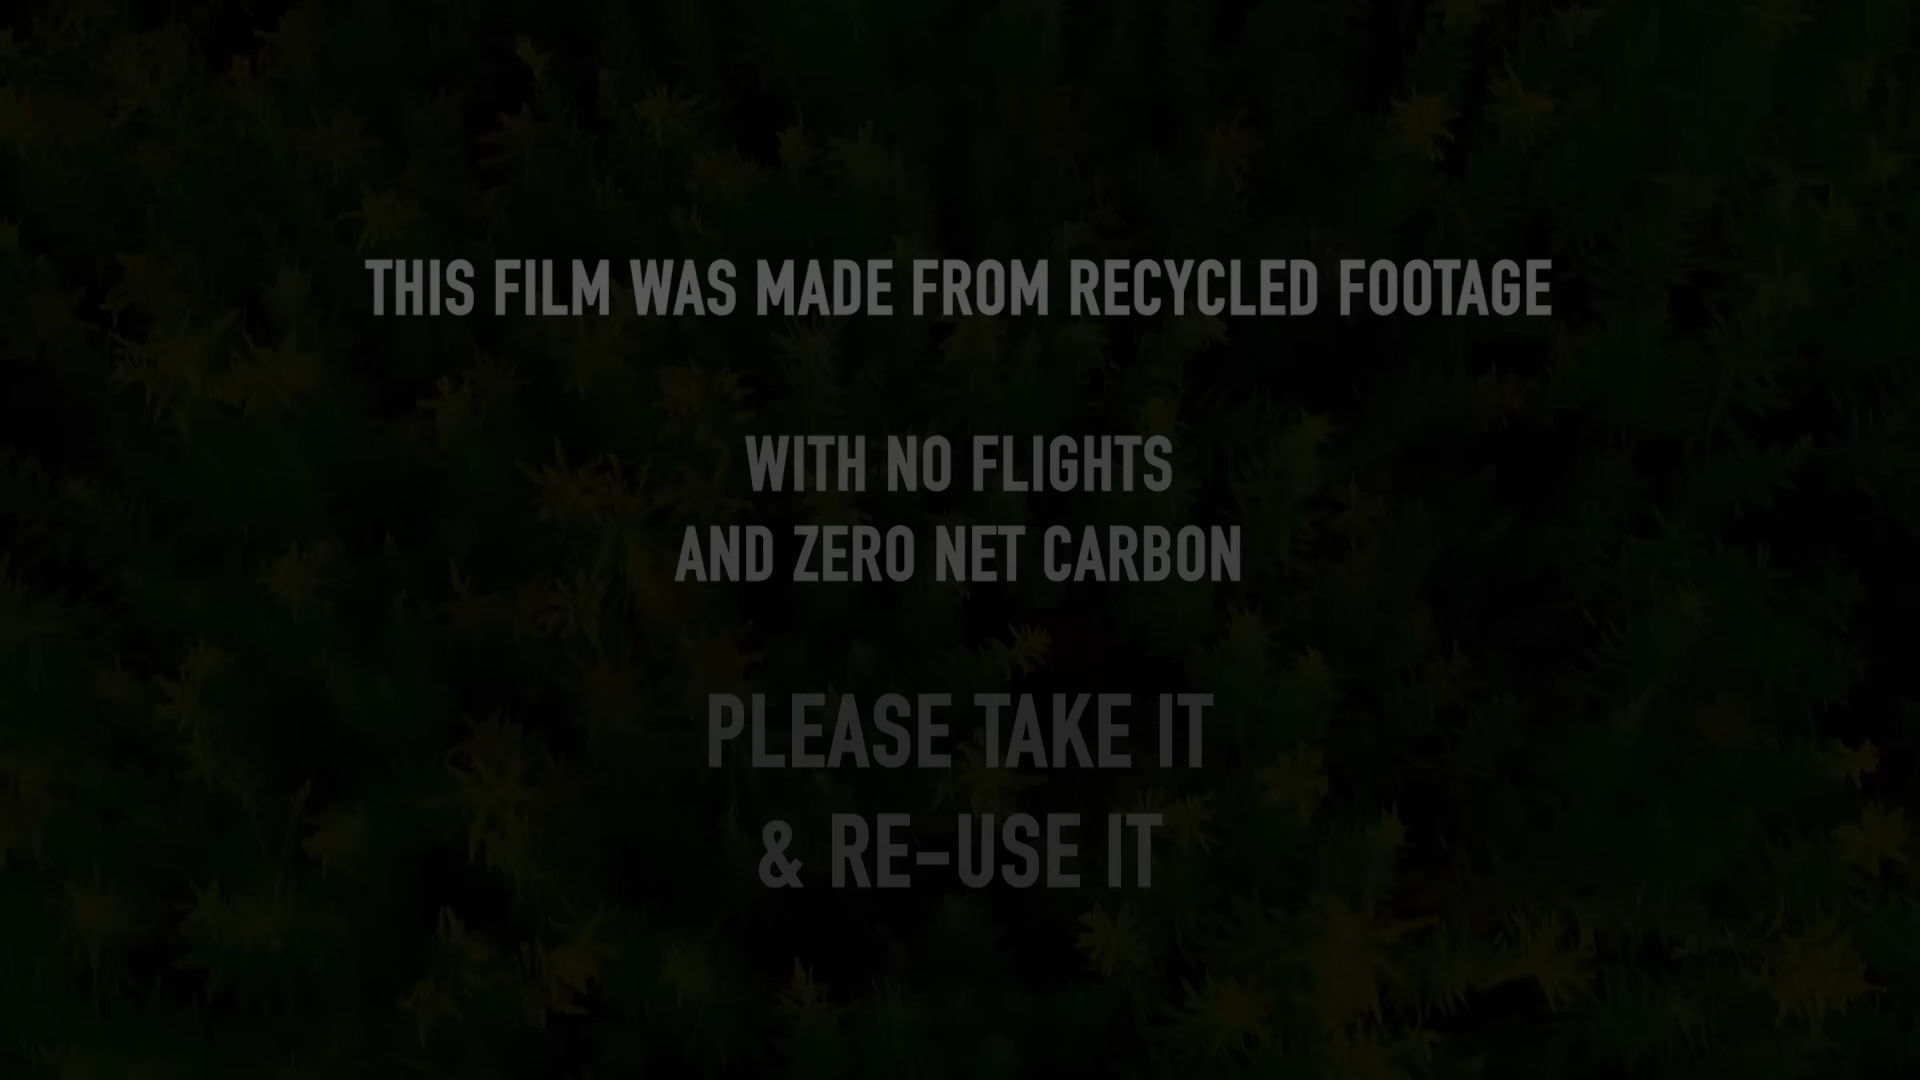 THIS FILM WAS MADE FROM RECYCLED FOOTAGE
WITH NO FLIGHTS
AND ZERO NET CARBON
PLEASE TAKE IT
& RE-USE IT